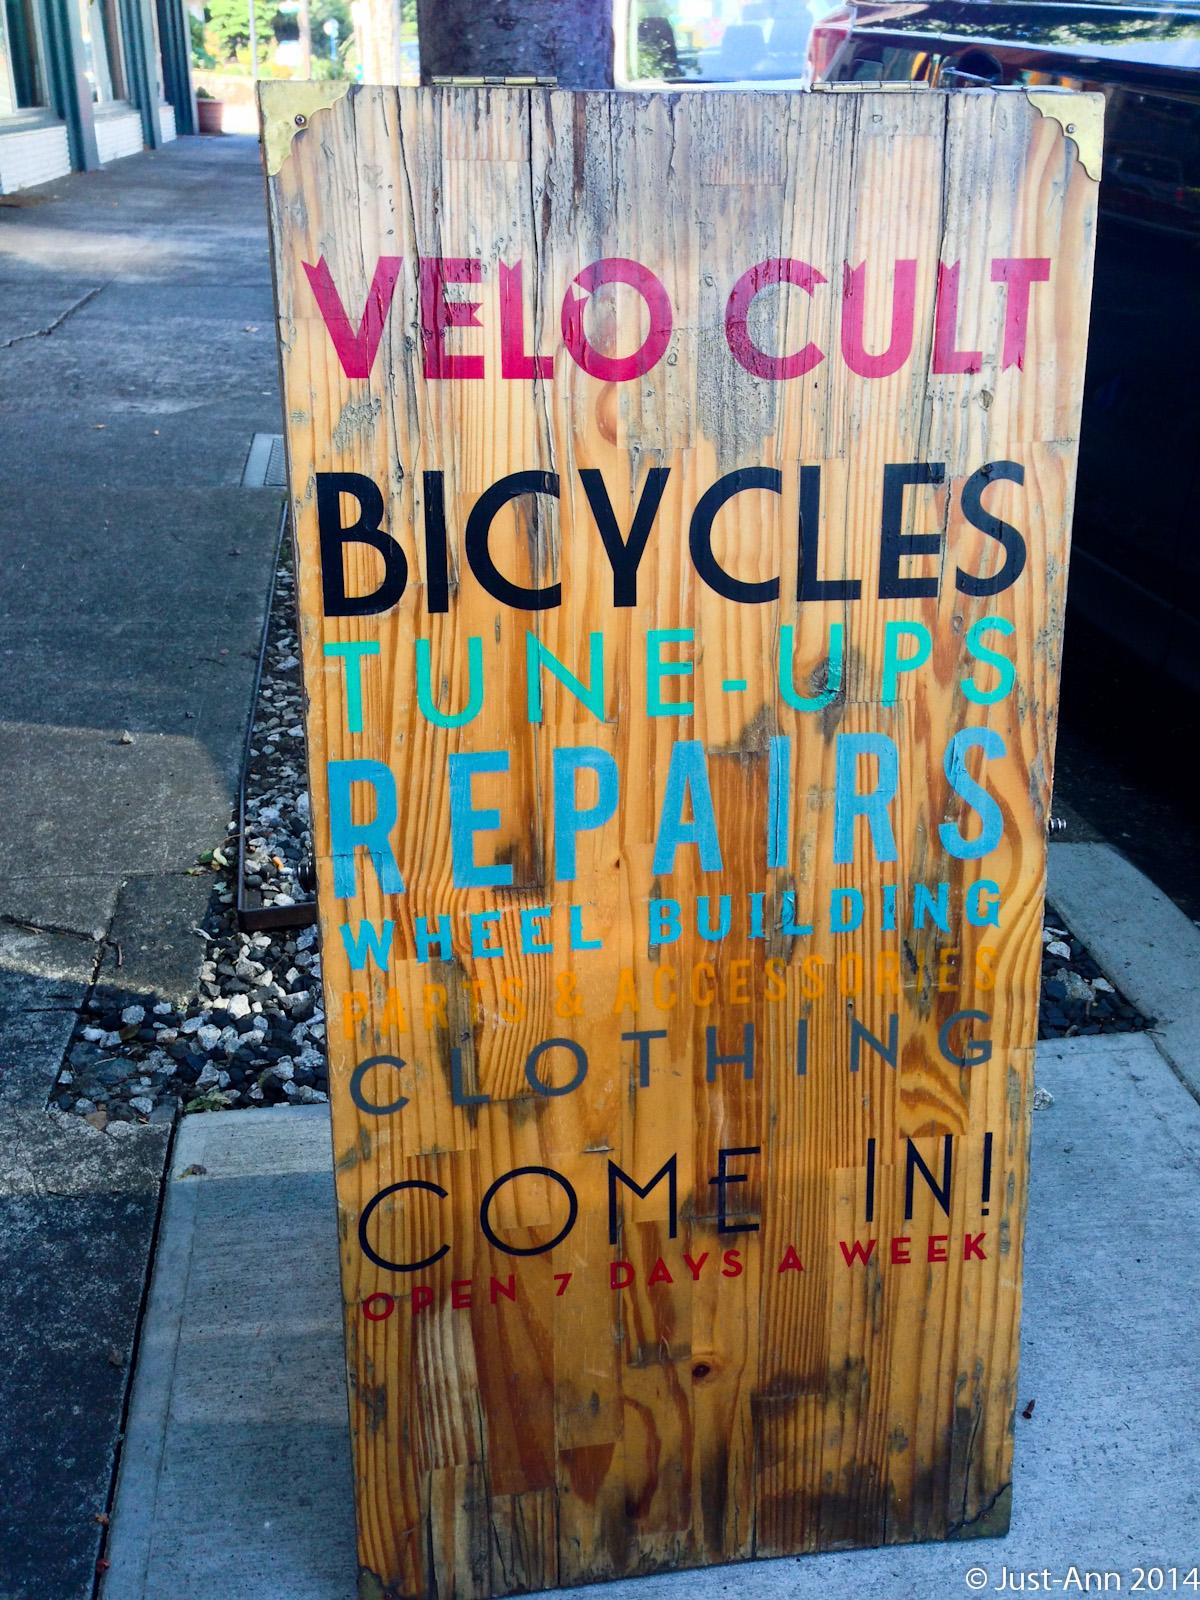 VELO CULT
BICYCLES
TUNE-UPS
REPAIRS
WHEEL BUILDING
PARTS & ACCESSORIES
CLOTHING
COME IN!
OPEN 7 DAYS A WEEK
© Just-Ann 2014